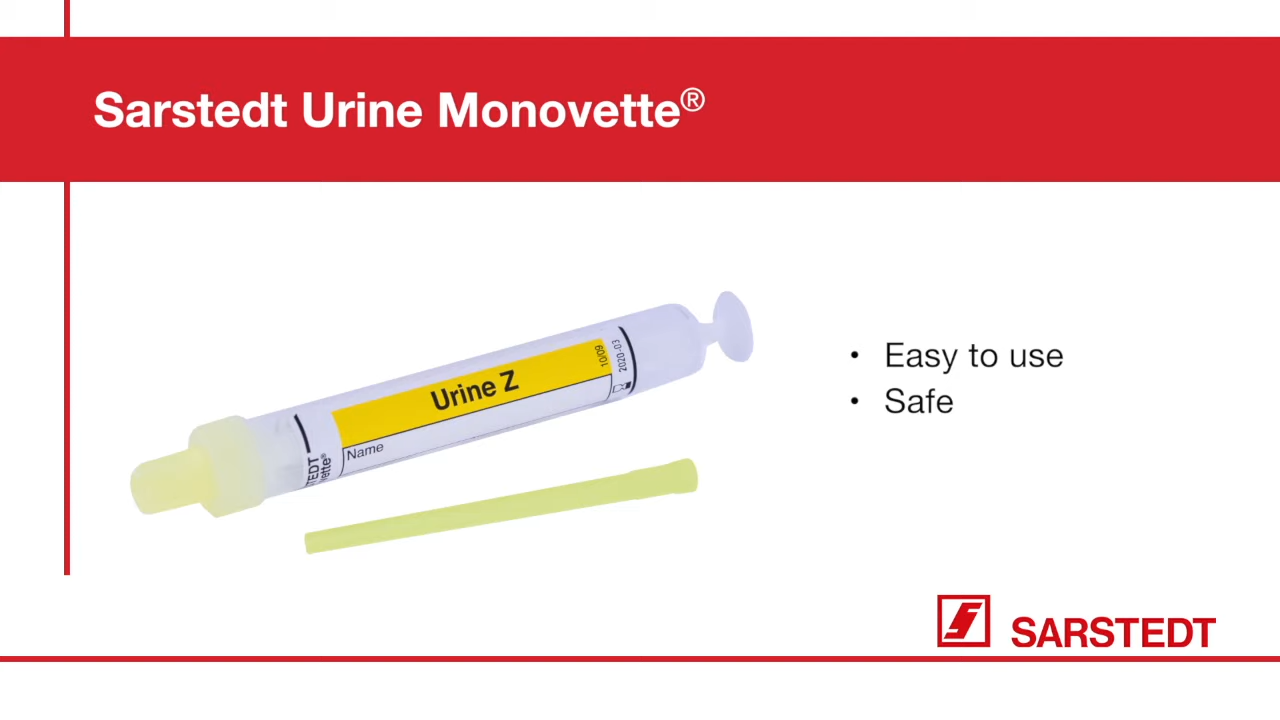 Sarstedt Urine Monovette®
Urine Z
10/09
2020-03
Name
• Easy to use
• Safe
SARSTEDT